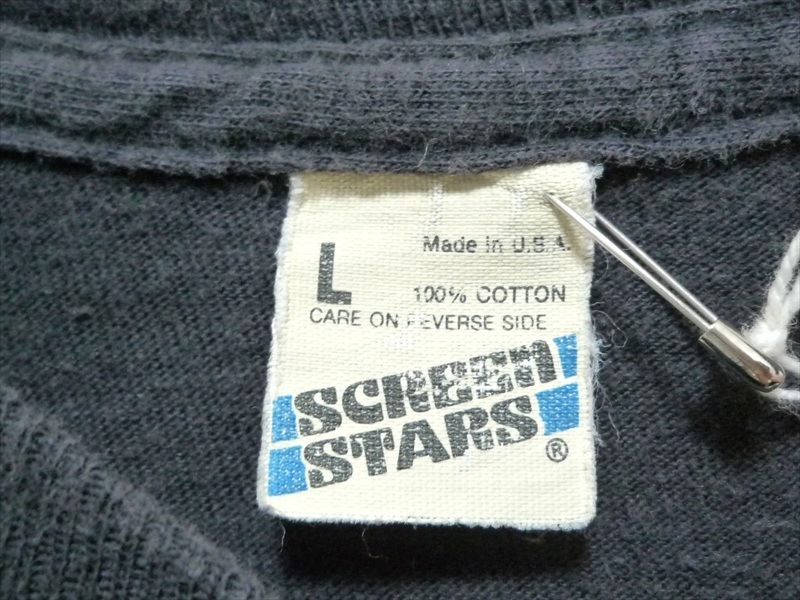 Made in U.S.A.
L
100% COTTON
CARE ON REVERSE SIDE
SCREEN
STARS®